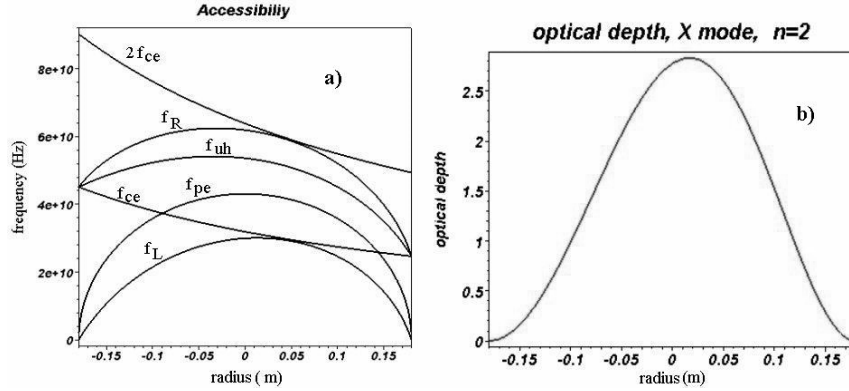 Accessibiliy
a)
2fce
fR
fuh
fpe
fce
fL
frequency (Hz)
8e+10
6e+10
4e+10
2e+10
0
-0.15 -0.1 -0.05 0 0.05 0.1 0.15
radius ( m)
optical depth, X mode, n=2
b)
optical depth
2.5
2
1.5
1
0.5
0
-0.15 -0.1 -0.05 0 0.05 0.1 0.15
radius (m)